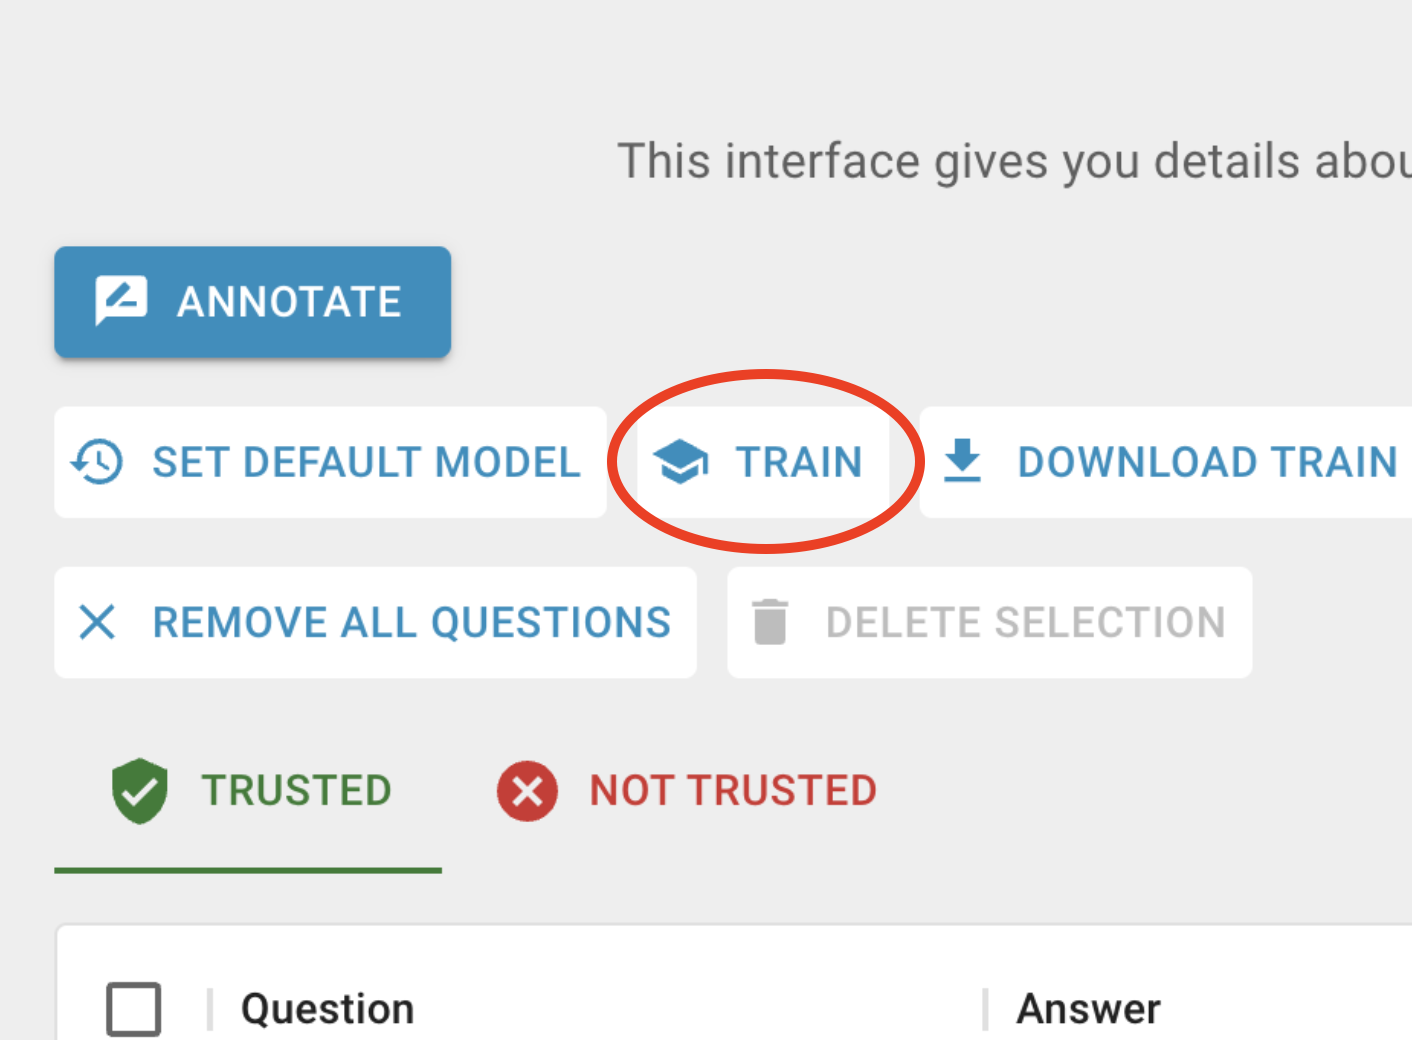 This interface gives you details abou
ANNOTATE
SET DEFAULT MODEL TRAIN DOWNLOAD TRAIN
REMOVE ALL QUESTIONS DELETE SELECTION
TRUSTED NOT TRUSTED
Question Answer